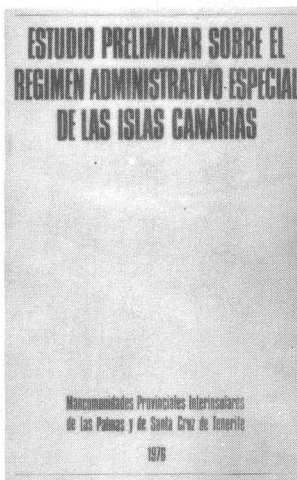 ESTUDIO PRELIMINAR SOBRE EL
REGIMEN ADMINISTRATIVO ESPECIAL
DE LAS ISLAS CANARIAS
Mancomunidades Provinciales Interinsulares
de Las Palmas y de Santa Cruz de Tenerife
1976